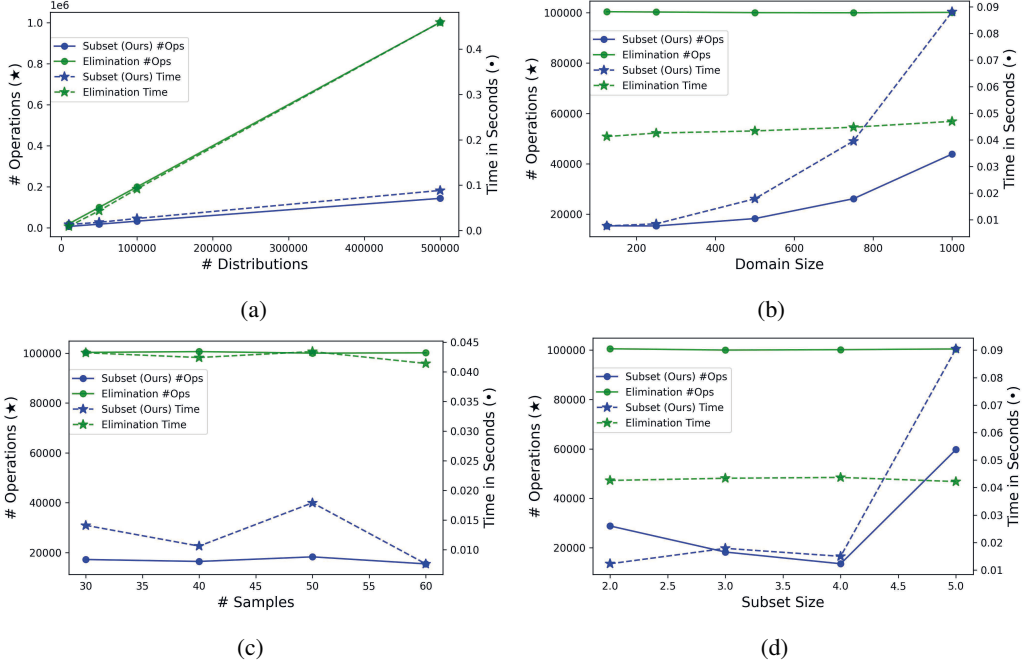 1e6
1.0
0.8
0.6
0.4
0.2
0.0
# Operations (★)
Subset (Ours) #Ops
Elimination #Ops
Subset (Ours) Time
Elimination Time
0.4
0.3
0.2
0.1
0.0
Time in Seconds (•)
0 100000 200000 300000 400000 500000
# Distributions
(a)
100000
80000
60000
40000
20000
# Operations (★)
Subset (Ours) #Ops
Elimination #Ops
Subset (Ours) Time
Elimination Time
0.09
0.08
0.07
0.06
0.05
0.04
0.03
0.02
0.01
Time in Seconds (•)
200 400 600 800 1000
Domain Size
(b)
100000
80000
60000
40000
20000
# Operations (★)
Subset (Ours) #Ops
Elimination #Ops
Subset (Ours) Time
Elimination Time
0.045
0.040
0.035
0.030
0.025
0.020
0.015
0.010
Time in Seconds (•)
30 35 40 45 50 55 60
# Samples
(c)
100000
80000
60000
40000
20000
# Operations (★)
Subset (Ours) #Ops
Elimination #Ops
Subset (Ours) Time
Elimination Time
0.09
0.08
0.07
0.06
0.05
0.04
0.03
0.02
0.01
Time in Seconds (•)
2.0 2.5 3.0 3.5 4.0 4.5 5.0
Subset Size
(d)